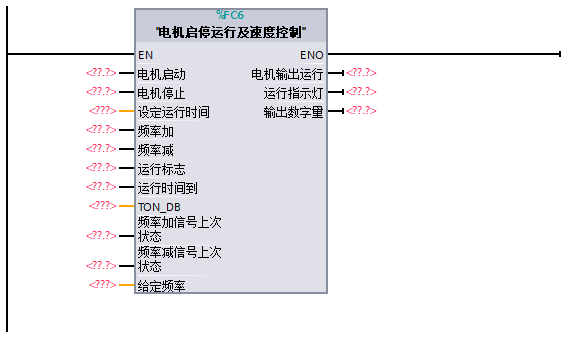 %FC6
"电机启停运行及速度控制"
EN ENO
<??.?> 电机启动 电机输出运行 <??.?>
<??.?> 电机停止 运行指示灯 <??.?>
<???> 设定运行时间 输出数字量 <??.?>
<??.?> 频率加
<??.?> 频率减
<??.?> 运行标志
<??.?> 运行时间到
<???> TON_DB
频率加信号上次
<??.?> 状态
频率减信号上次
<??.?> 状态
<???> 给定频率